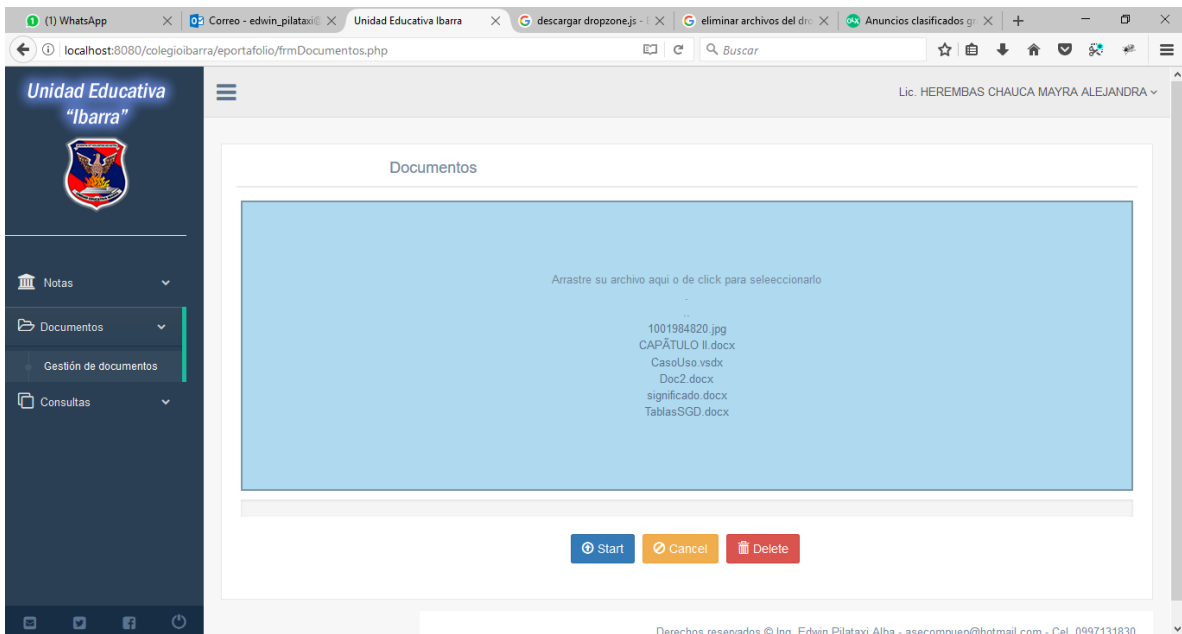 (1) WhatsApp
Correo - edwin_pilataxi@
Unidad Educativa Ibarra
descargar dropzone.js - E
eliminar archivos del dro
Anuncios clasificados gr
localhost:8080/colegioibarra/eportafolio/frmDocumentos.php
Buscar
Unidad Educativa
“Ibarra”
Lic. HEREMBAS CHAUCA MAYRA ALEJANDRA
Notas
Documentos
Gestión de documentos
Consultas
Documentos
Arrastre su archivo aqui o de click para seleeccionarlo
.
..
1001984820.jpg
CAPÃTULO II.docx
CasoUso.vsdx
Doc2.docx
significado.docx
TablasSGD.docx
Start
Cancel
Delete
Derechos reservados © Ing. Edwin Pilataxi Alba - asecompuep@hotmail.com - Cel. 0997131830